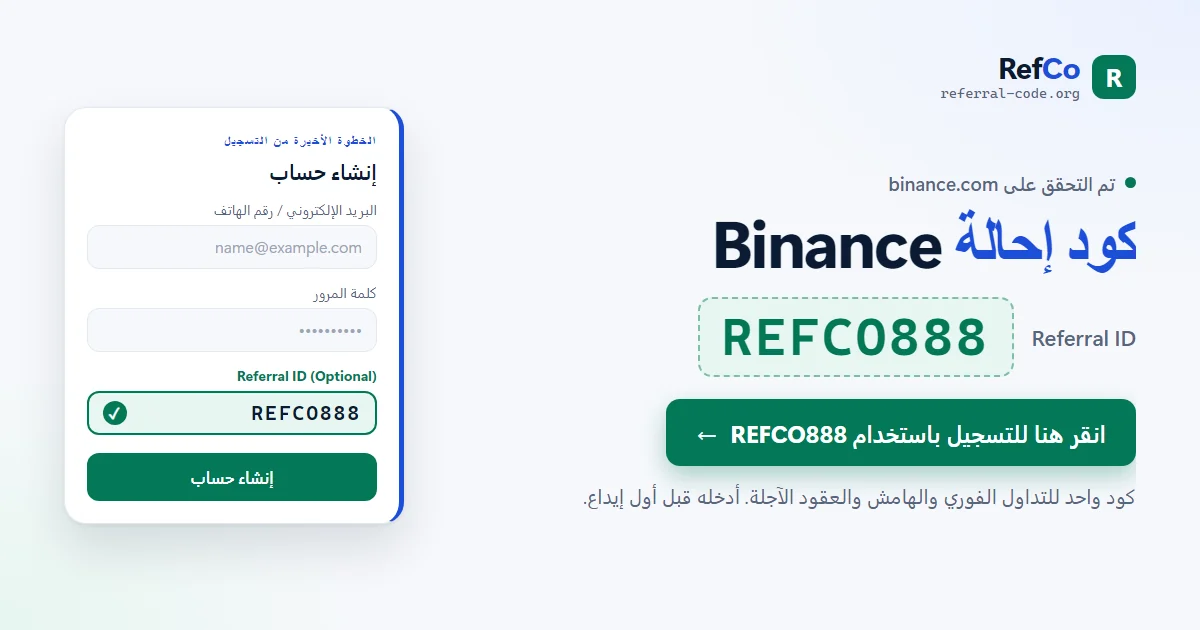 RefCo
R
referral-code.org
تم التحقق على binance.com
كود إحالة Binance
Referral ID
REFCO888
انقر هنا للتسجيل باستخدام REFCO888 ←
كود واحد للتداول الفوري والهامش والعقود الآجلة. أدخله قبل أول إيداع.
الخطوة الأخيرة من التسجيل
إنشاء حساب
البريد الإلكتروني / رقم الهاتف
name@example.com
كلمة المرور
••••••••••
Referral ID (Optional)
REFCO888
✓
إنشاء حساب